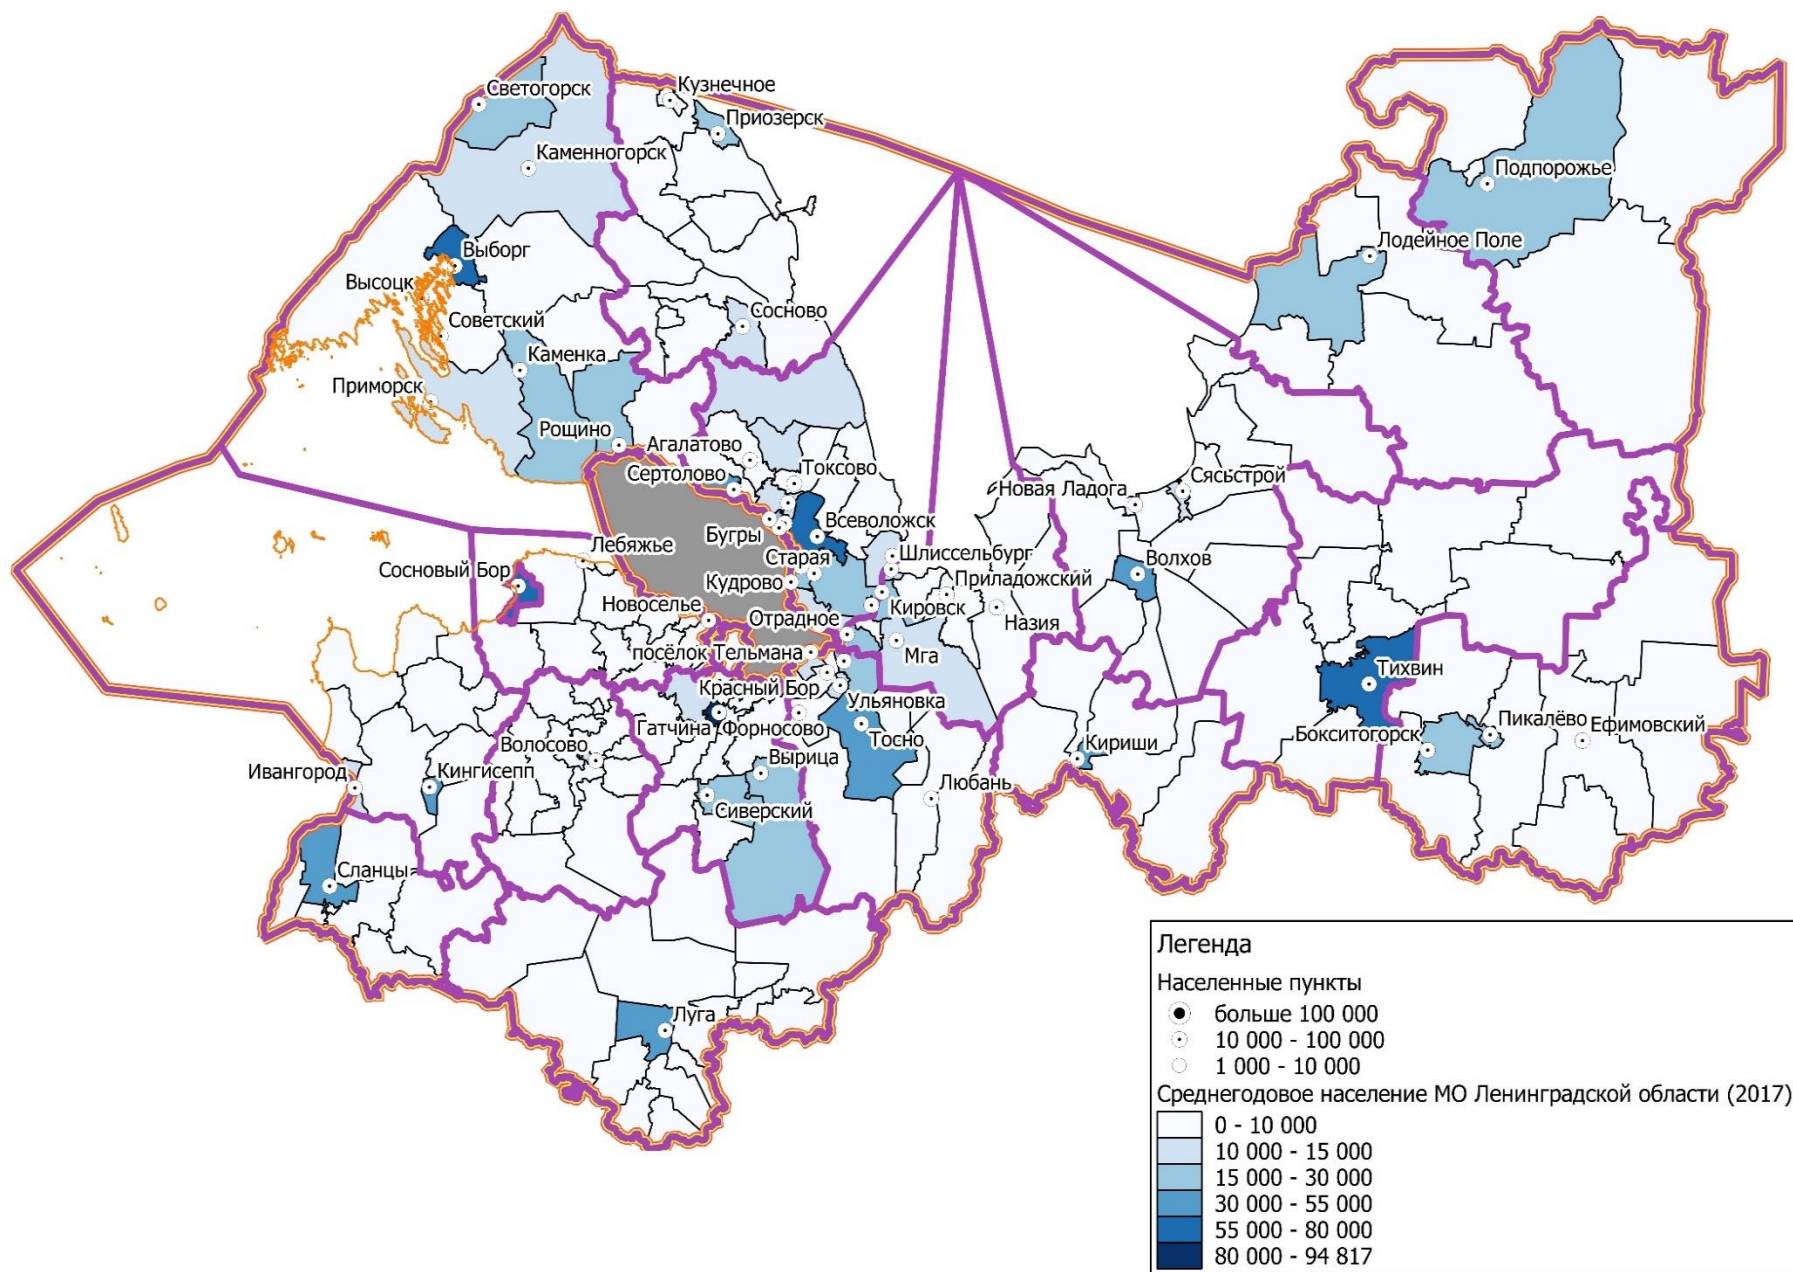 Кузнечное
Светогорск
Приозерск
Каменногорск
Подпорожье
Лодейное Поле
Выборг
Высоцк
Сосново
Советский
Каменка
Приморск
Рощино
Агалатово
Токсово
Сертолово
Сясьстрой
Новая Ладога
Бугры
Всеволожск
Лебяжье
Старая
Шлиссельбург
Волхов
Сосновый Бор
Кудрово
Приладожский
Новоселье
Отрадное
Кировск
Назия
посёлок Тельмана
Мга
Тихвин
Красный Бор
Ульяновка
Гатчина
Форносово
Тосно
Пикалёво
Ефимовский
Бокситогорск
Волосово
Кириши
Ивангород
Кингисепп
Вырица
Любань
Сиверский
Сланцы
Луга
Легенда
Населенные пункты
больше 100 000
10 000 - 100 000
1 000 - 10 000
Среднегодовое население МО Ленинградской области (2017)
0 - 10 000
10 000 - 15 000
15 000 - 30 000
30 000 - 55 000
55 000 - 80 000
80 000 - 94 817